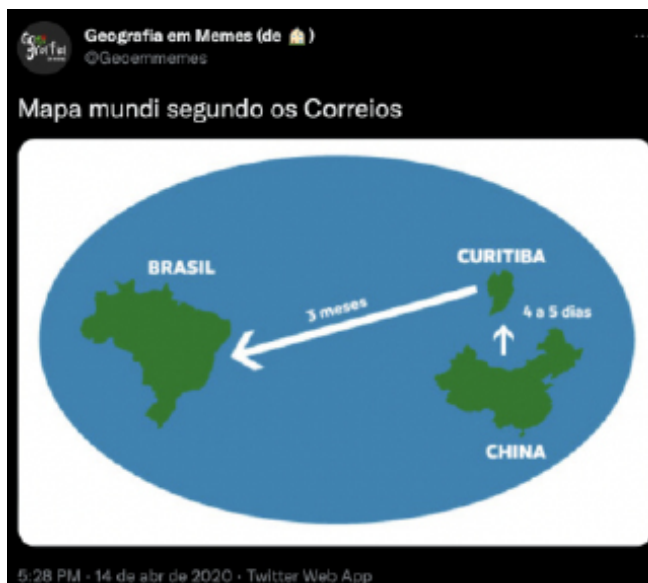 Geografia em Memes (de 🏠)
@Geoemmemes
Mapa mundi segundo os Correios
BRASIL
CURITIBA
3 meses
4 a 5 dias
CHINA
5:28 PM · 14 de abr de 2020 · Twitter Web App